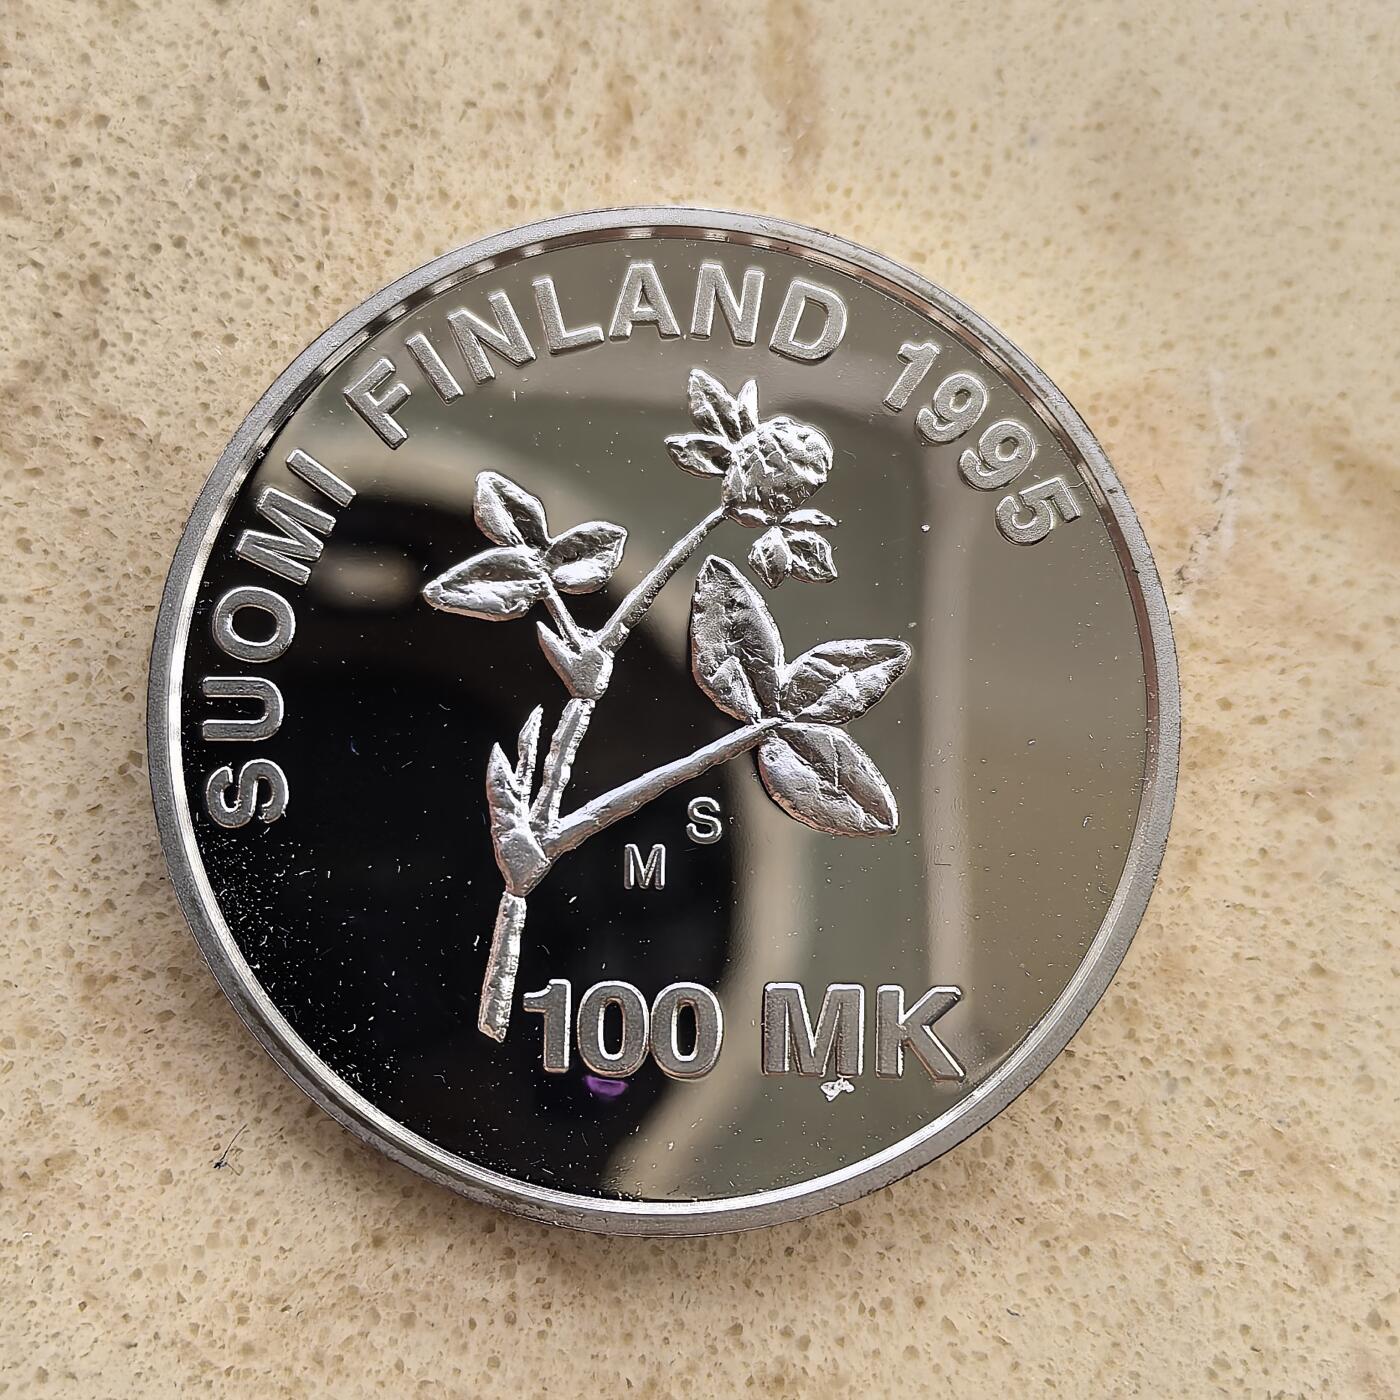 SUOMI FINLAND 1995
S
M
100 MK